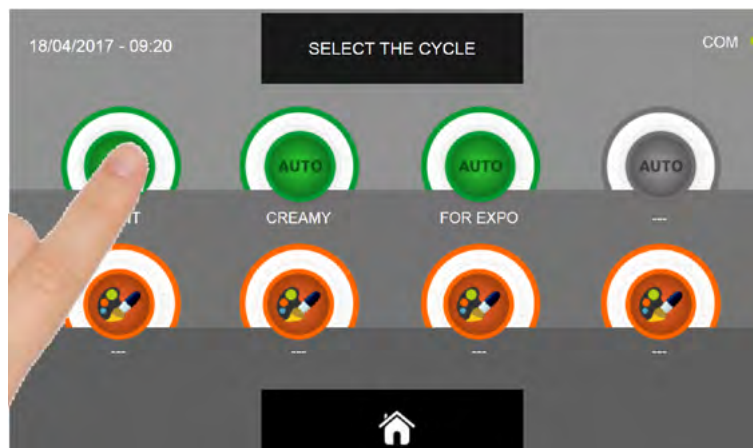 18/04/2017 - 09:20
SELECT THE CYCLE
COM
AUTO
AUTO
AUTO
CREAMY
FOR EXPO
---
---
---
---
---